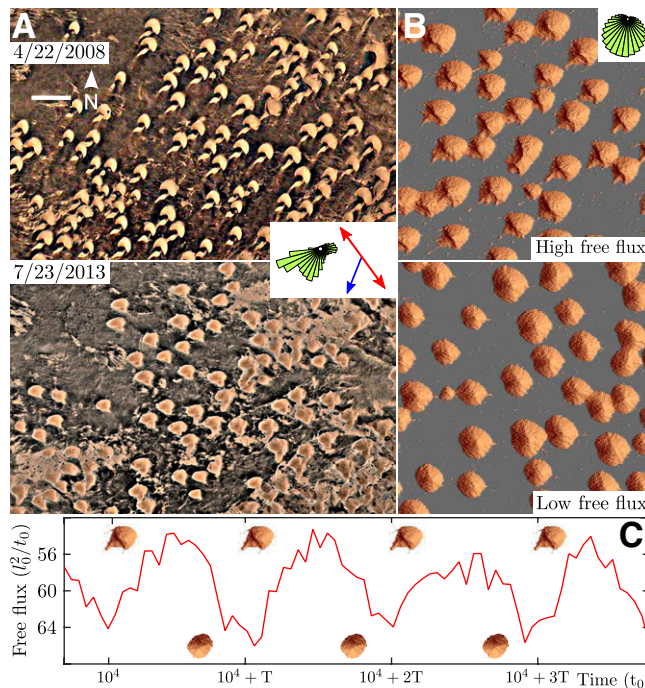 A
4/22/2008
N
7/23/2013
B
High free flux
Low free flux
C
Free flux (l₀²/t₀)
56
60
64
10⁴
10⁴ + T
10⁴ + 2T
10⁴ + 3T
Time (t₀